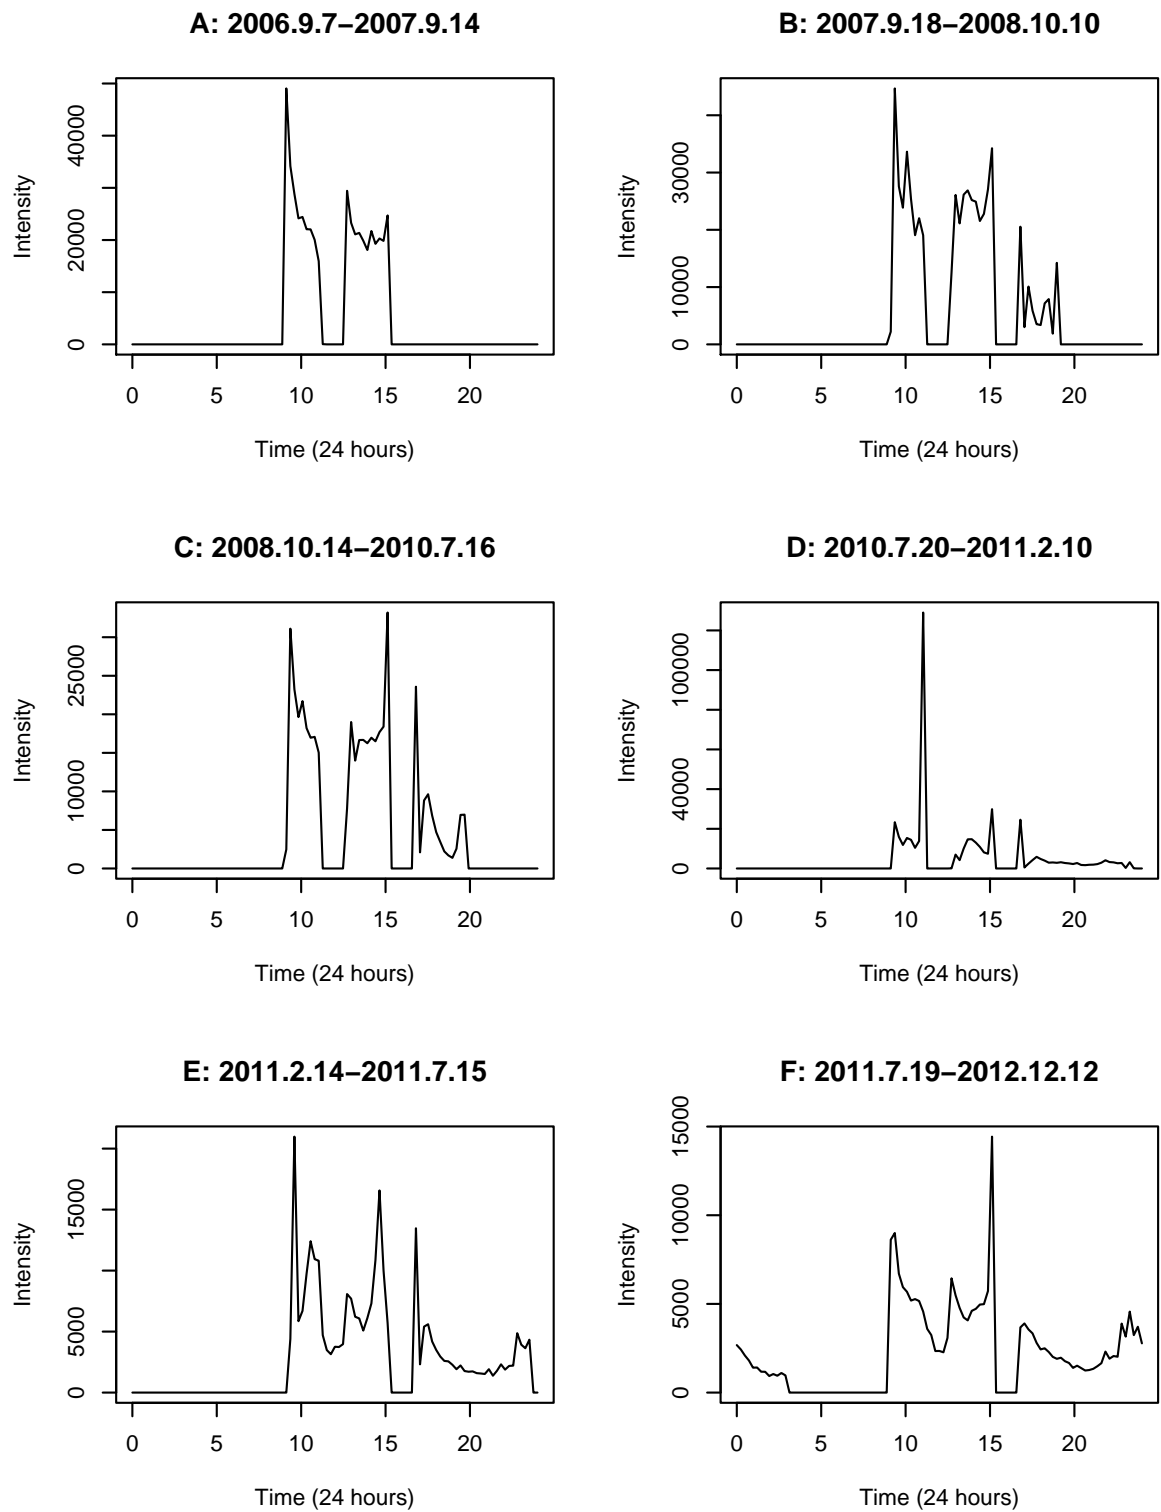 A: 2006.9.7–2007.9.14
Intensity
0 20000 40000
0 5 10 15 20
Time (24 hours)
B: 2007.9.18–2008.10.10
Intensity
0 10000 30000
0 5 10 15 20
Time (24 hours)
C: 2008.10.14–2010.7.16
Intensity
0 10000 25000
0 5 10 15 20
Time (24 hours)
D: 2010.7.20–2011.2.10
Intensity
0 40000 100000
0 5 10 15 20
Time (24 hours)
E: 2011.2.14–2011.7.15
Intensity
0 5000 15000
0 5 10 15 20
Time (24 hours)
F: 2011.7.19–2012.12.12
Intensity
0 5000 10000 15000
0 5 10 15 20
Time (24 hours)